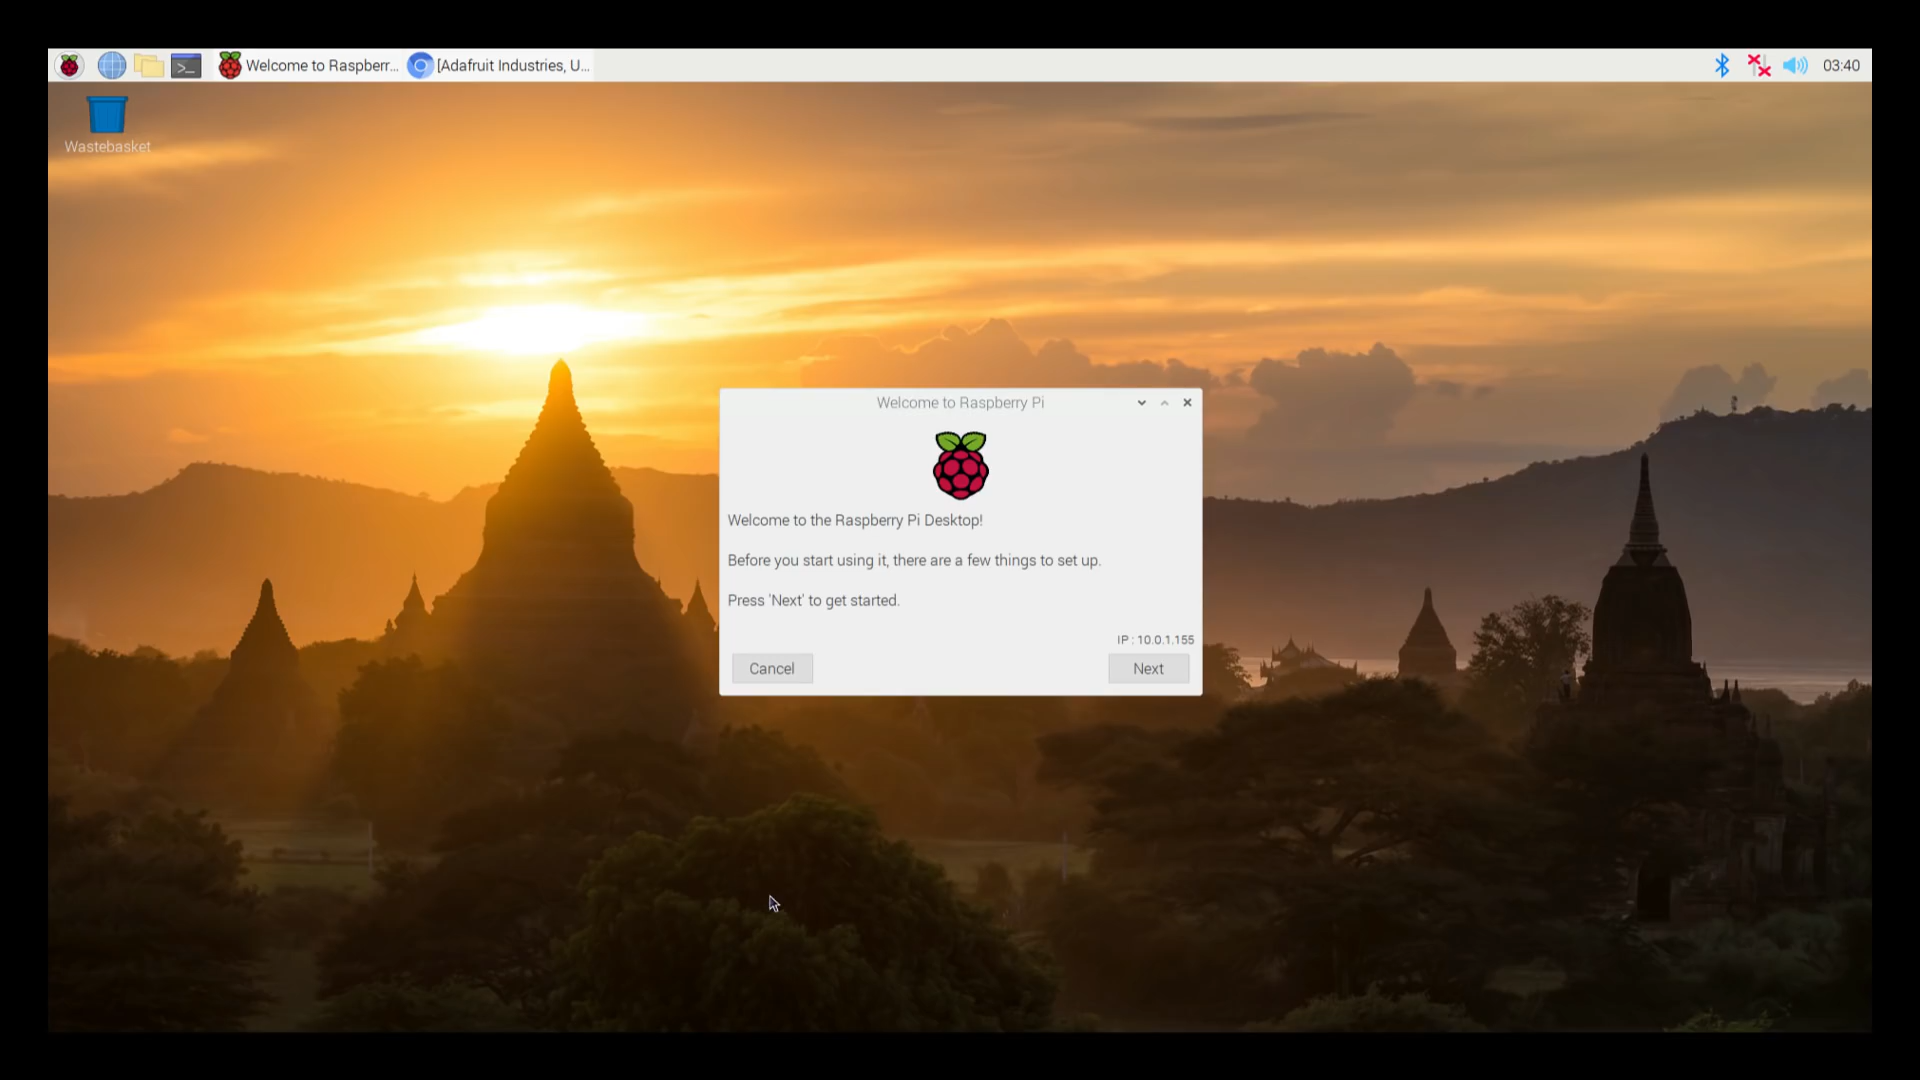 Welcome to Raspberr...
[Adafruit Industries, U...
03:40
Wastebasket
Welcome to Raspberry Pi
Welcome to the Raspberry Pi Desktop!
Before you start using it, there are a few things to set up.
Press 'Next' to get started.
IP : 10.0.1.155
Cancel
Next